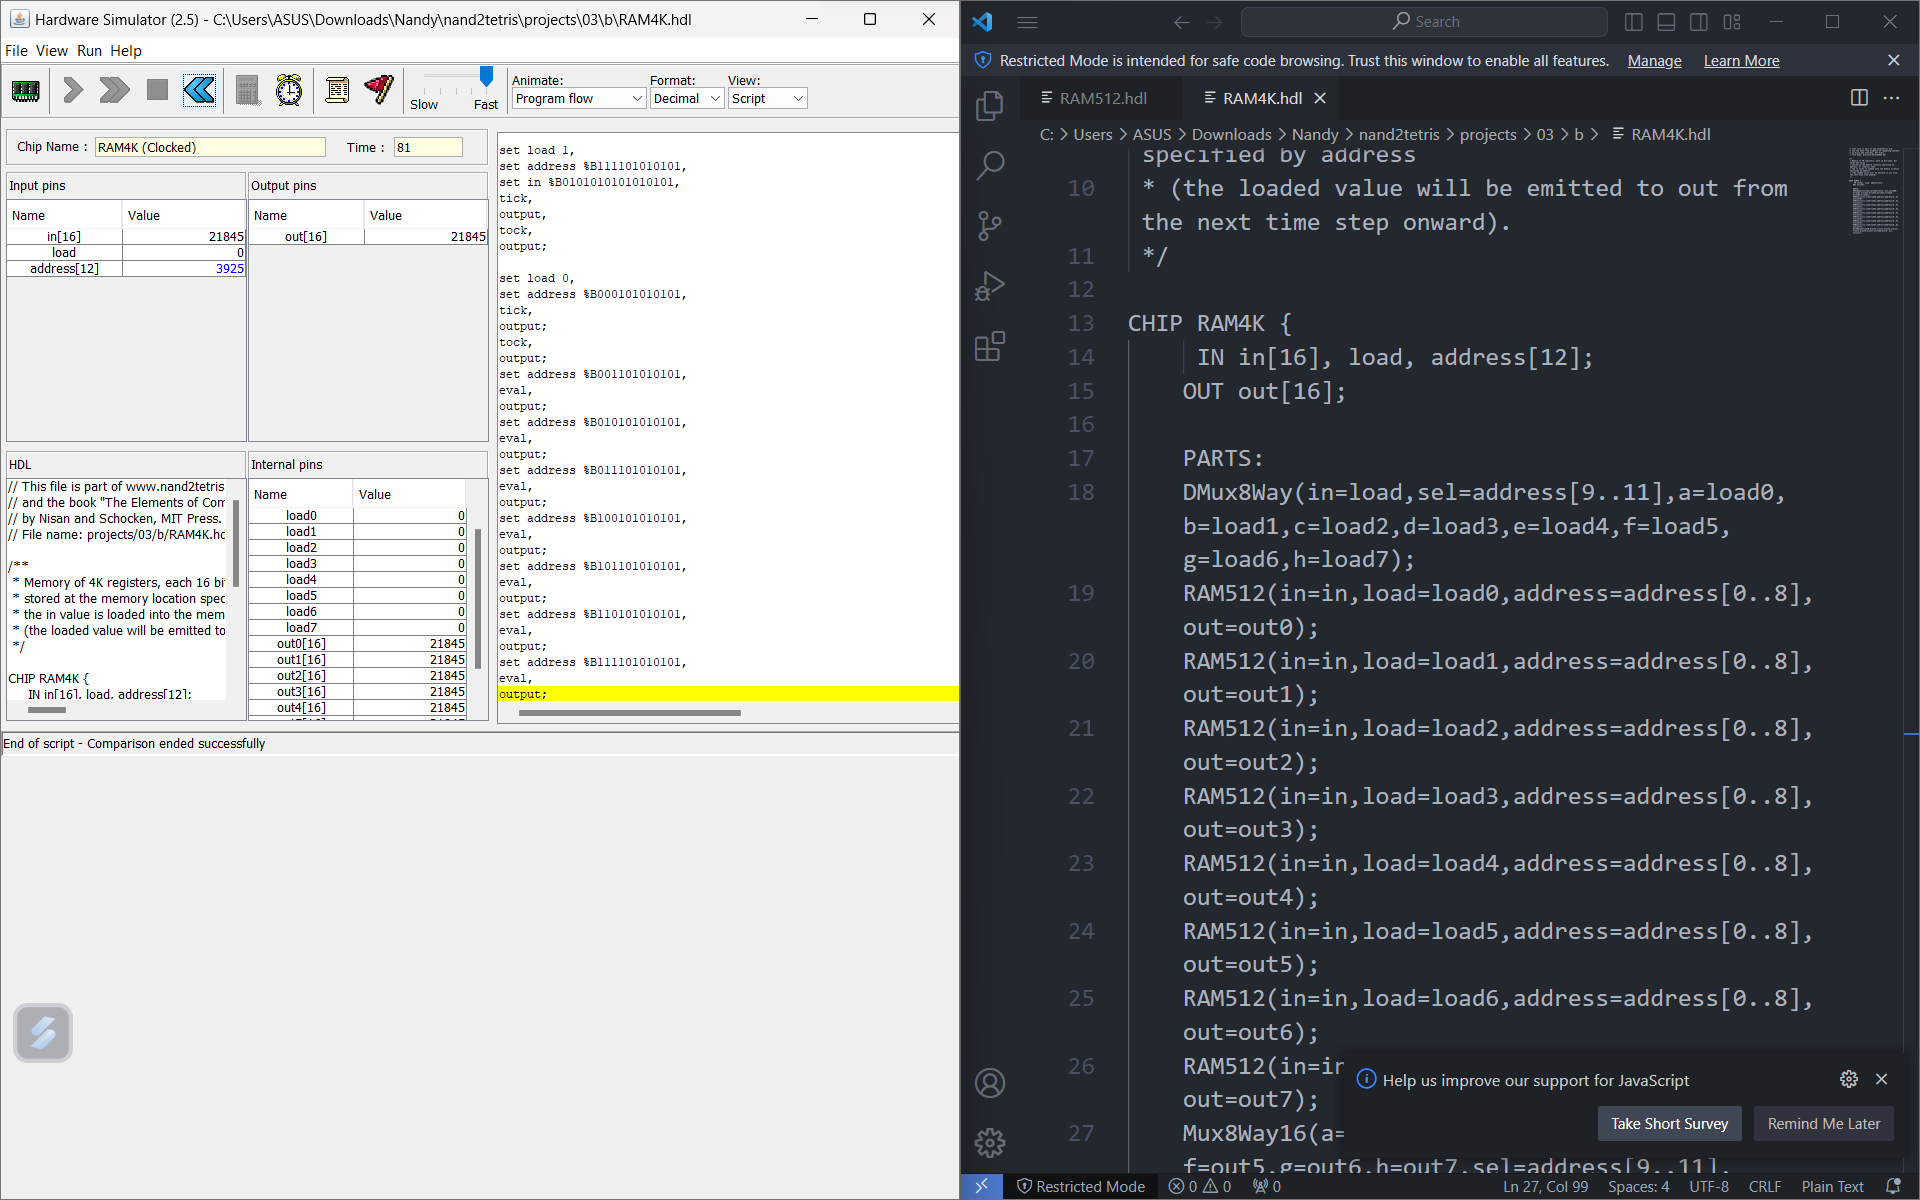 Hardware Simulator (2.5) - C:\Users\ASUS\Downloads\Nandy\nand2tetris\projects\03\b\RAM4K.hdl
File View Run Help
Slow Fast
Animate:
Program flow
Format:
Decimal
View:
Script
Chip Name : RAM4K (Clocked) Time : 81
Input pins
Name Value
in[16] 21845
load 0
address[12] 3925
Output pins
Name Value
out[16] 21845
HDL
// This file is part of www.nand2tetris
// and the book "The Elements of Com
// by Nisan and Schocken, MIT Press.
// File name: projects/03/b/RAM4K.hd
/**
* Memory of 4K registers, each 16 bi
* stored at the memory location spec
* the in value is loaded into the mem
* (the loaded value will be emitted to
*/
CHIP RAM4K {
IN in[16], load, address[12];
Internal pins
Name Value
load0 0
load1 0
load2 0
load3 0
load4 0
load5 0
load6 0
load7 0
out0[16] 21845
out1[16] 21845
out2[16] 21845
out3[16] 21845
out4[16] 21845
set load 1,
set address %B111101010101,
set in %B0101010101010101,
tick,
output,
tock,
output;
set load 0,
set address %B000101010101,
tick,
output;
tock,
output;
set address %B001101010101,
eval,
output;
set address %B010101010101,
eval,
output;
set address %B011101010101,
eval,
output;
set address %B100101010101,
eval,
output;
set address %B101101010101,
eval,
output;
set address %B110101010101,
eval,
output;
set address %B111101010101,
eval,
output;
End of script - Comparison ended successfully
Search
Restricted Mode is intended for safe code browsing. Trust this window to enable all features. Manage Learn More
RAM512.hdl RAM4K.hdl
C: > Users > ASUS > Downloads > Nandy > nand2tetris > projects > 03 > b > RAM4K.hdl
specified by address
10 * (the loaded value will be emitted to out from
the next time step onward).
11 */
12
13 CHIP RAM4K {
14 IN in[16], load, address[12];
15 OUT out[16];
16
17 PARTS:
18 DMux8Way(in=load,sel=address[9..11],a=load0,
b=load1,c=load2,d=load3,e=load4,f=load5,
g=load6,h=load7);
19 RAM512(in=in,load=load0,address=address[0..8],
out=out0);
20 RAM512(in=in,load=load1,address=address[0..8],
out=out1);
21 RAM512(in=in,load=load2,address=address[0..8],
out=out2);
22 RAM512(in=in,load=load3,address=address[0..8],
out=out3);
23 RAM512(in=in,load=load4,address=address[0..8],
out=out4);
24 RAM512(in=in,load=load5,address=address[0..8],
out=out5);
25 RAM512(in=in,load=load6,address=address[0..8],
out=out6);
26 RAM512(in=in
out=out7);
27 Mux8Way16(a=
f=out5,g=out6,h=out7,sel=address[9..11],
Help us improve our support for JavaScript
Take Short Survey Remind Me Later
Restricted Mode 0 0 0 Ln 27, Col 99 Spaces: 4 UTF-8 CRLF Plain Text